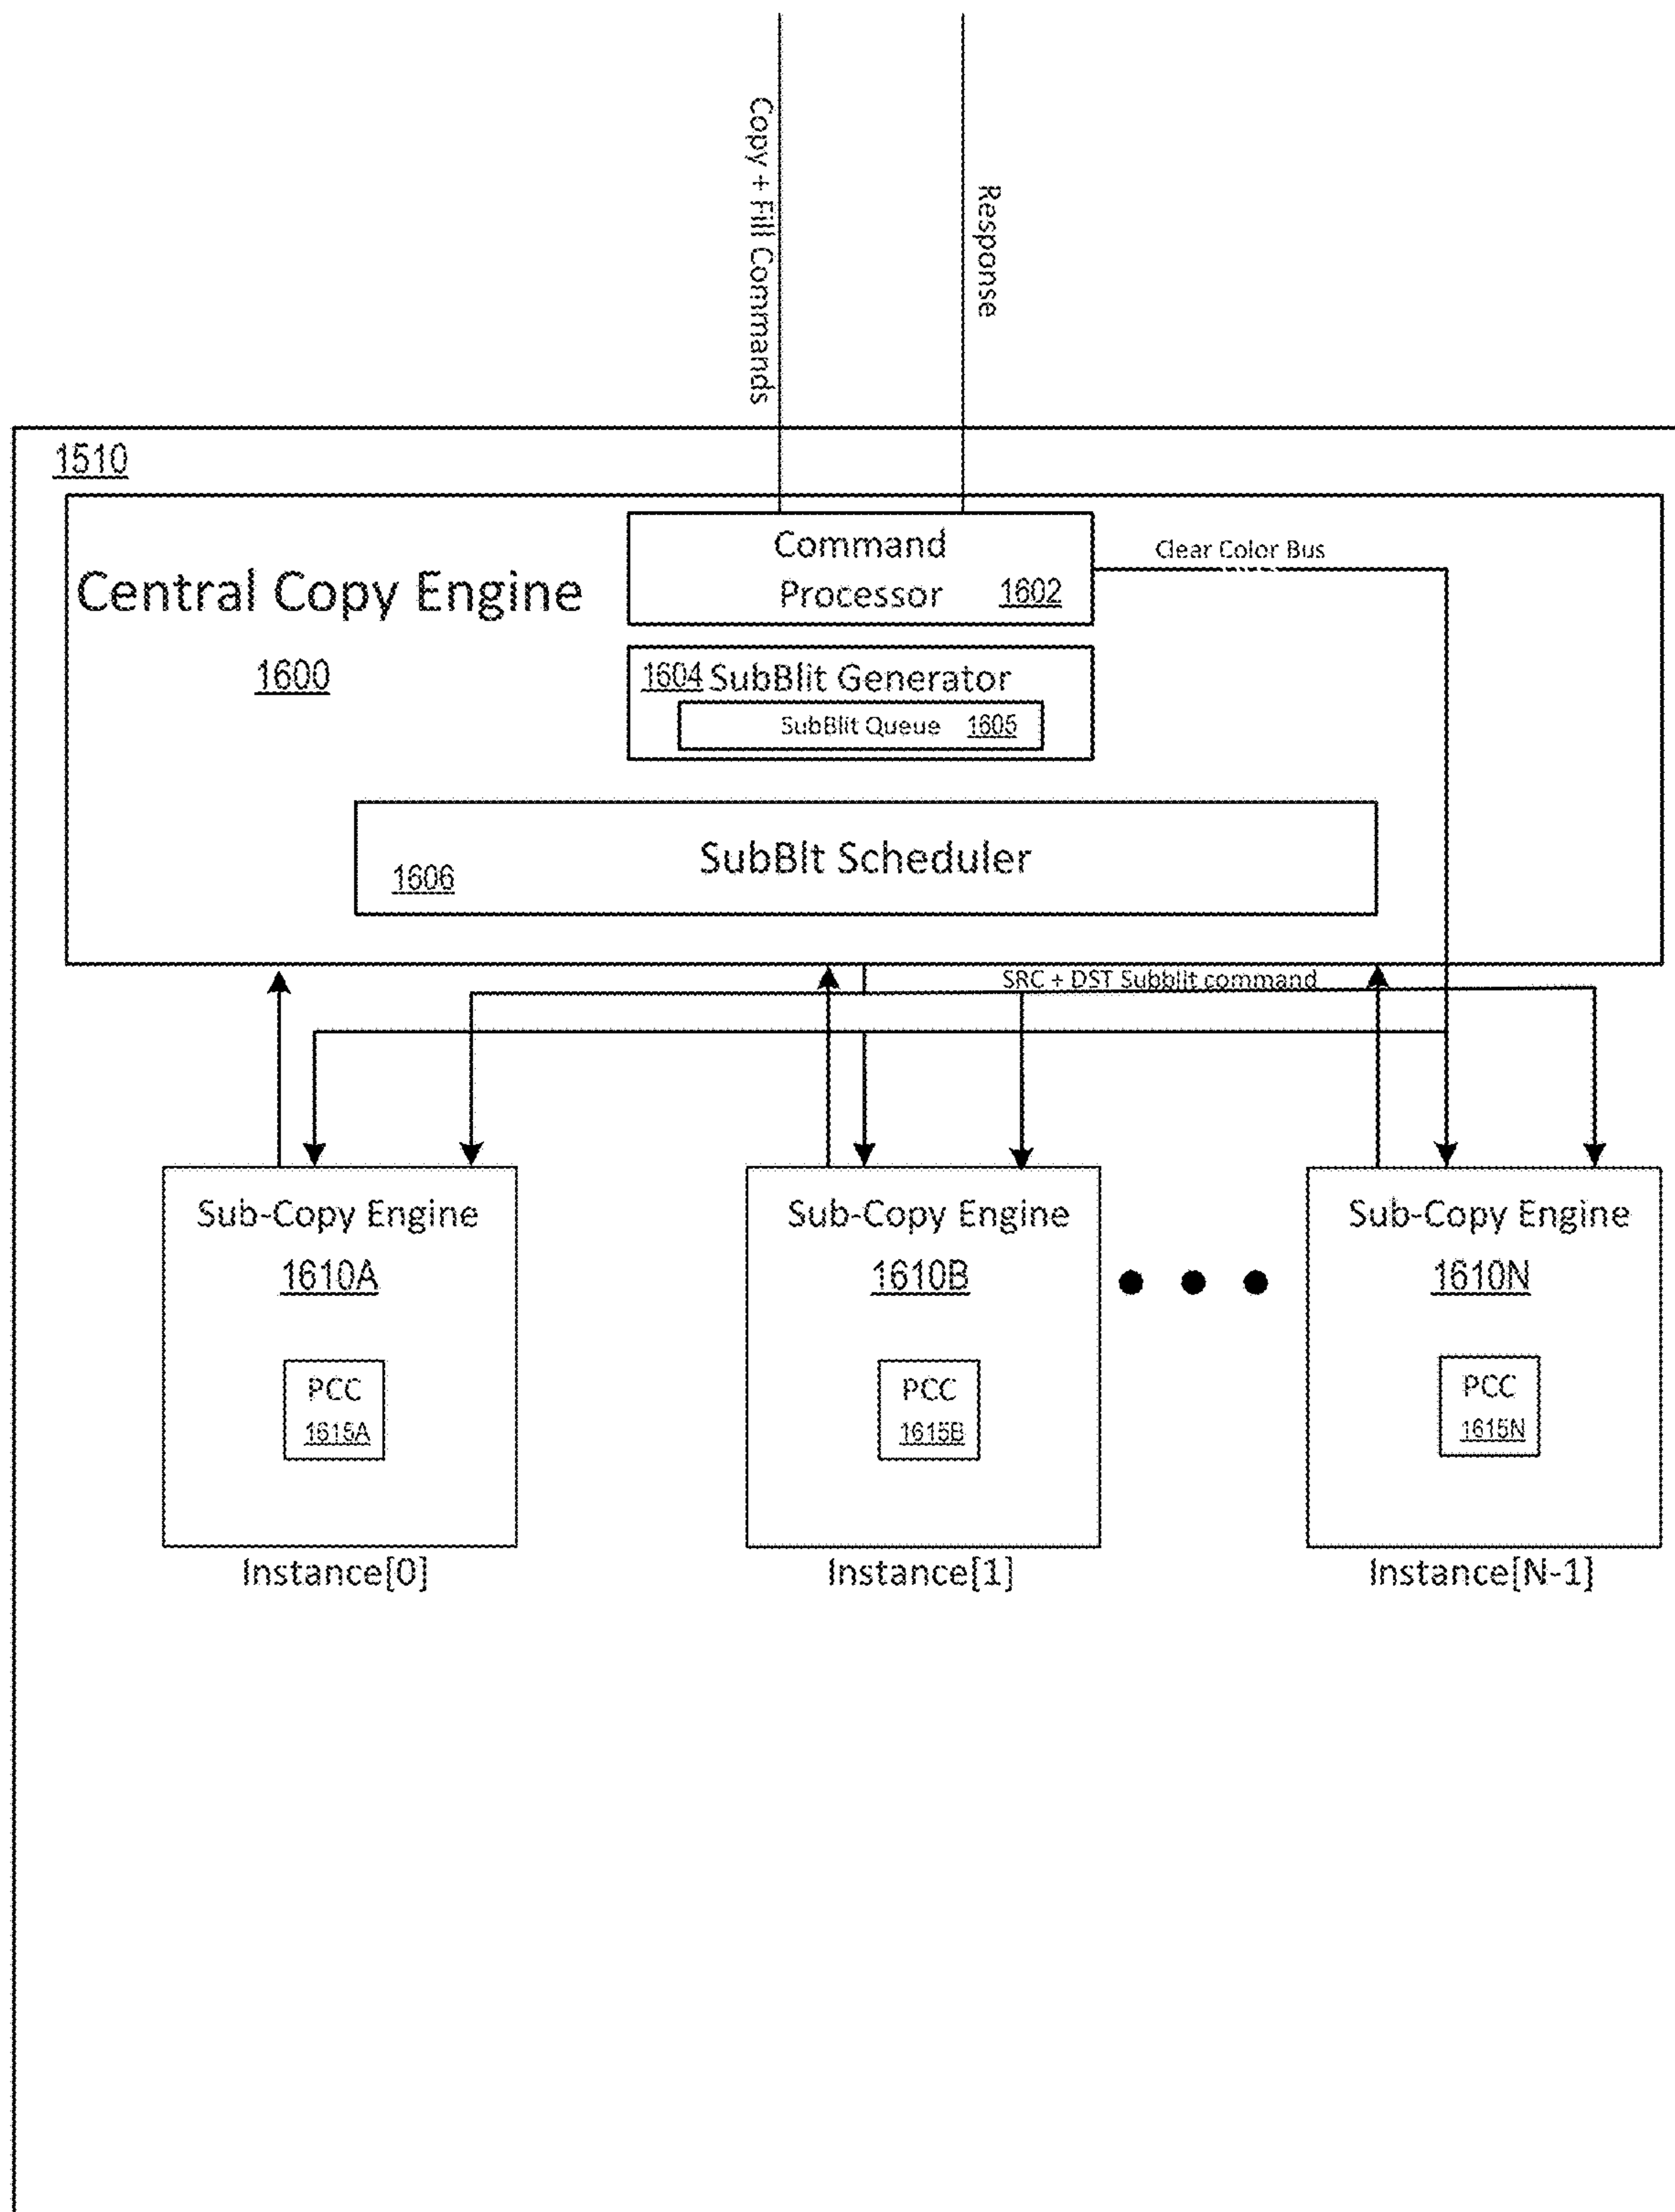 Copy + Fill Commands
Response
1510
Command
Processor 1602
Clear Color Bus
Central Copy Engine
1600
1604 SubBlit Generator
SubBlit Queue 1605
SubBlt Scheduler
1606
SRC + DST Subblit command
Sub-Copy Engine
1610A
PCC
1615A
Instance[0]
Sub-Copy Engine
1610B
PCC
1615B
Instance[1]
Sub-Copy Engine
1610N
PCC
1615N
Instance[N-1]